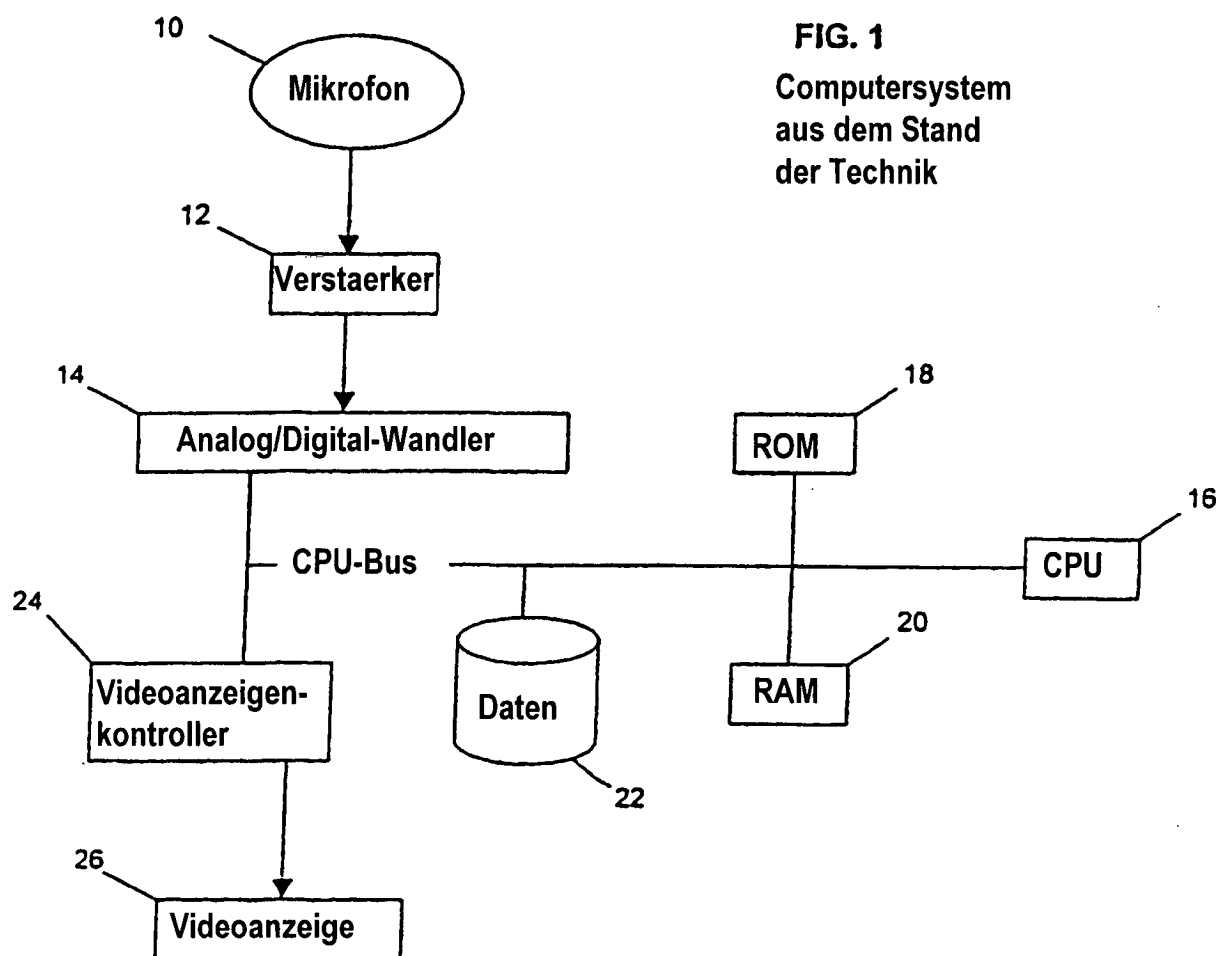 10
FIG. 1
Mikrofon
Computersystem
aus dem Stand
der Technik
12
Verstaerker
14
18
Analog/Digital-Wandler
ROM
16
CPU-Bus
CPU
24
20
Videoanzeigen-
kontroller
Daten
RAM
22
26
Videoanzeige